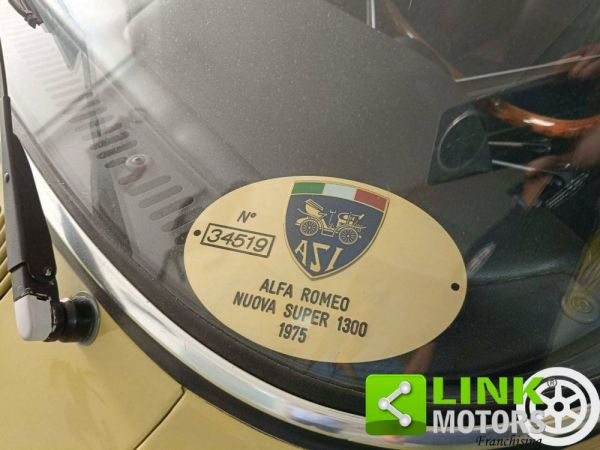 N° 34519
ASI
ALFA ROMEO
NUOVA SUPER 1300
1975
LINK
MOTORS
Franchising